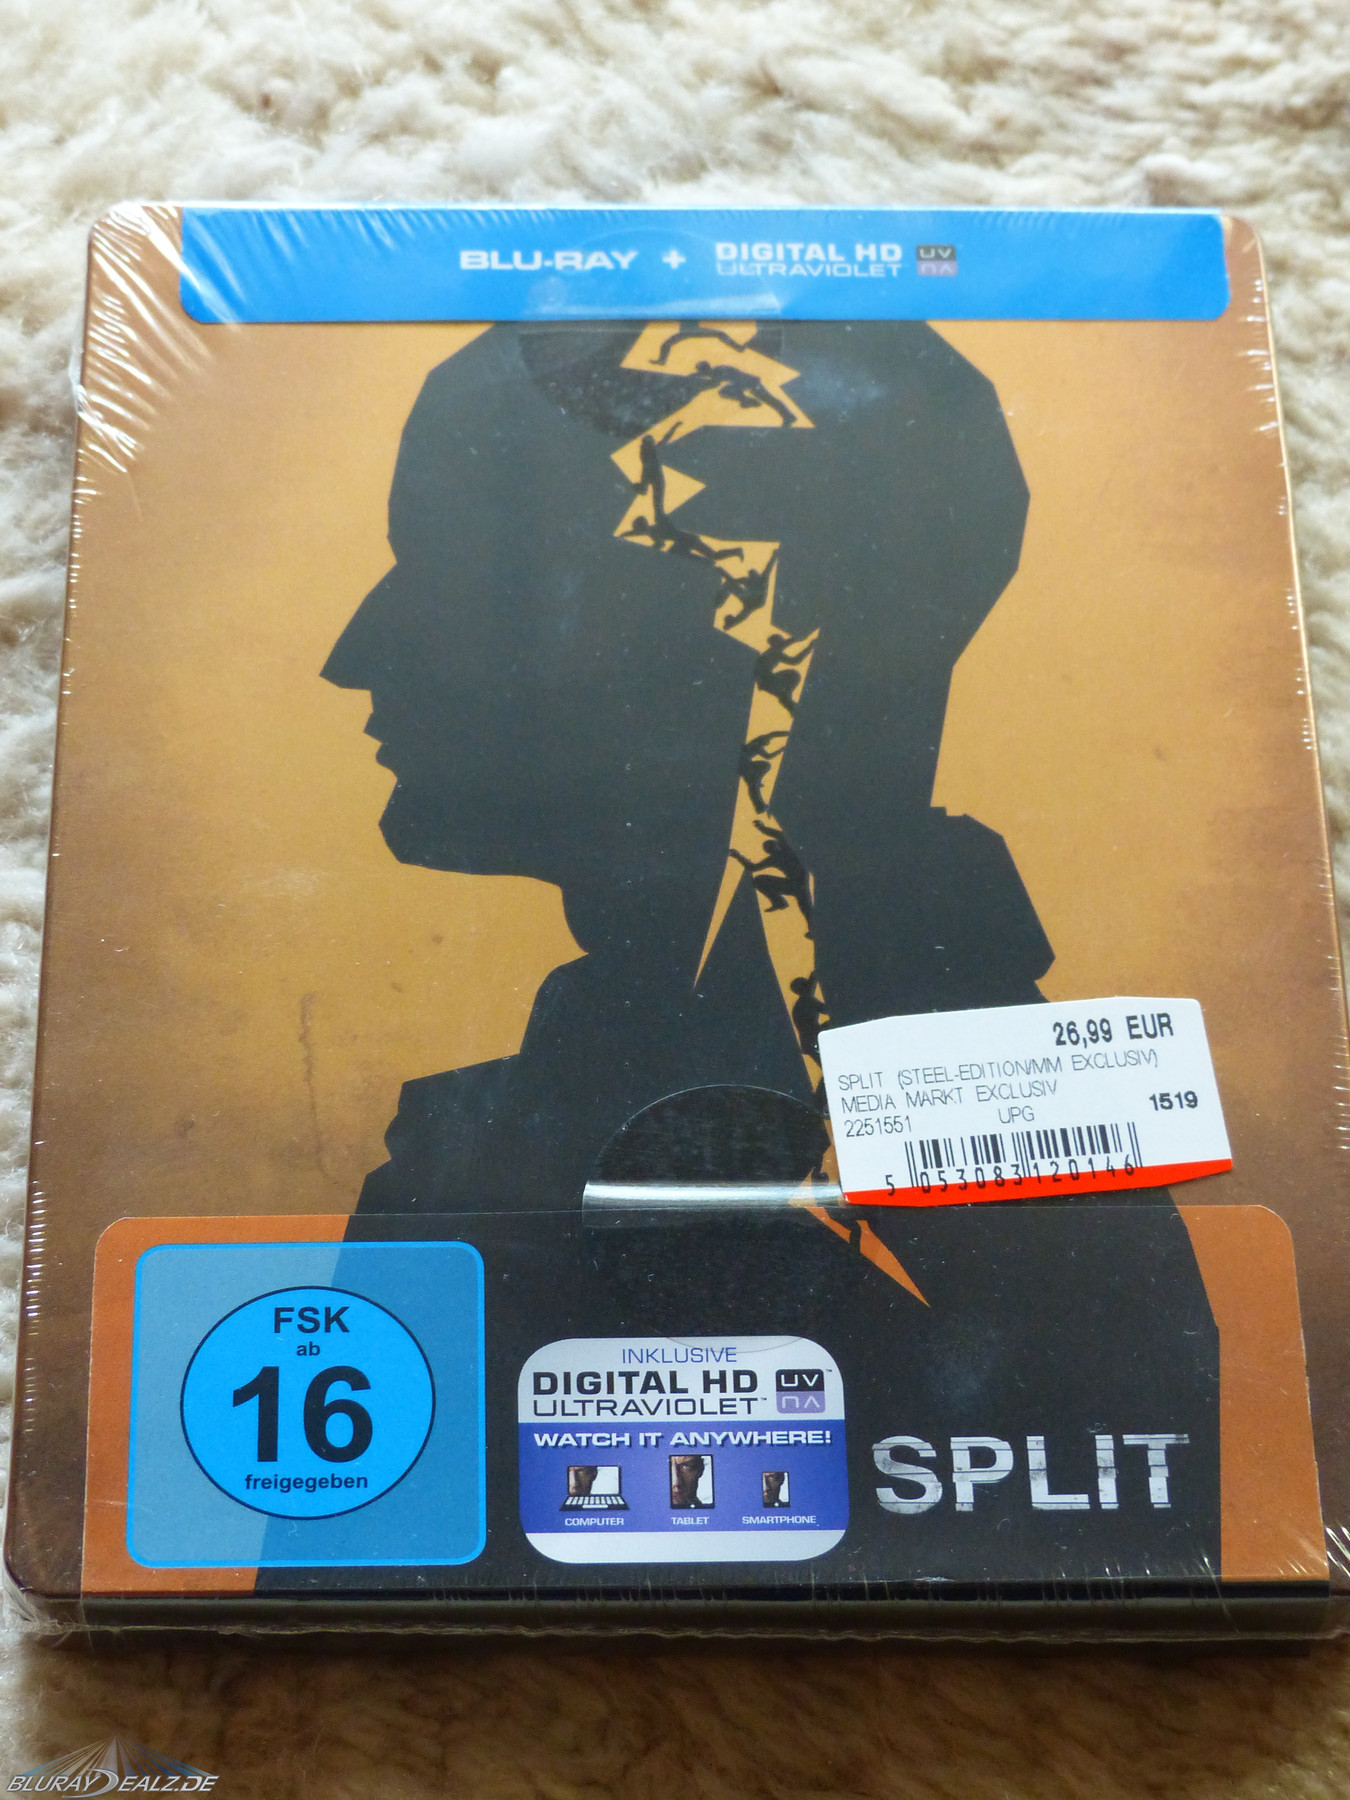 BLU-RAY + DIGITAL HD
ULTRAVIOLET UV
26,99 EUR
SPLIT (STEEL-EDITION/MM EXCLUSIV)
MEDIA MARKT EXCLUSIV
2251551 UPG 1519
5 053083 120146
FSK
ab
16
freigegeben
INKLUSIVE
DIGITAL HD UV
ULTRAVIOLET™
WATCH IT ANYWHERE!
COMPUTER TABLET SMARTPHONE
SPLIT
BLURAYDEALZ.DE